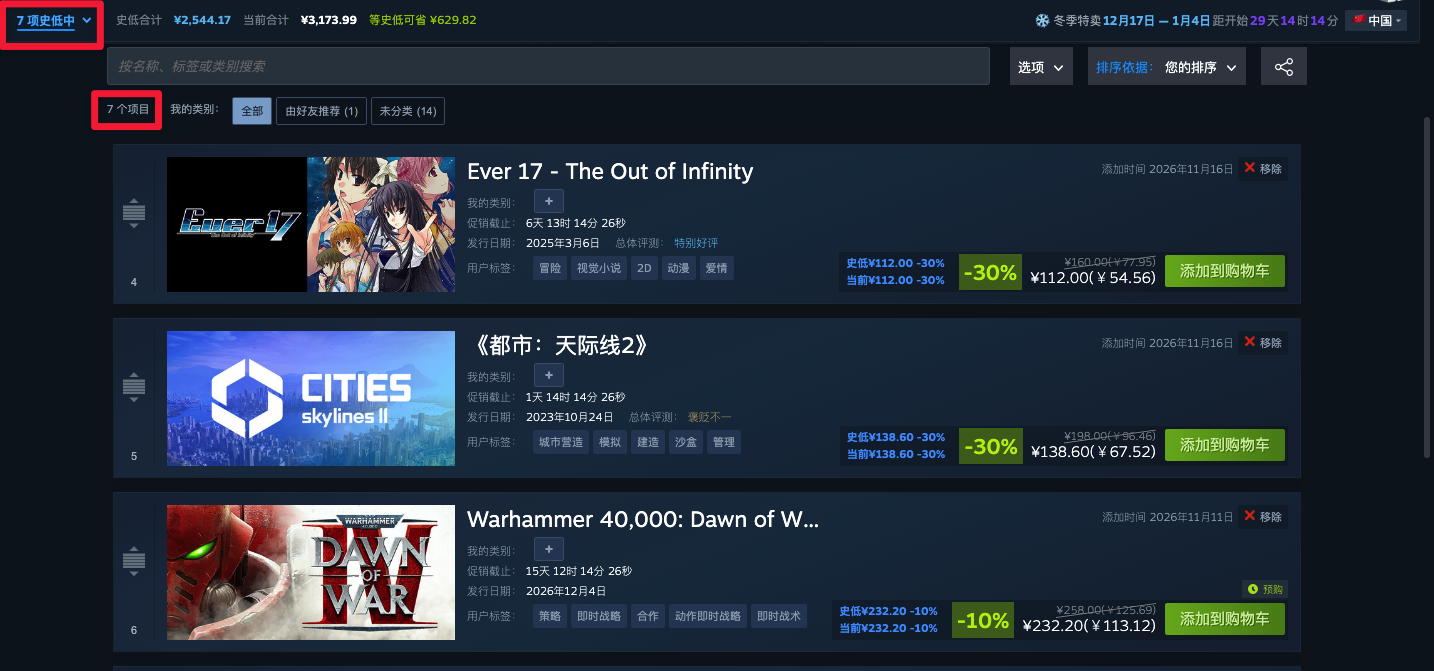 7 项史低中 史低合计 ¥2,544.17 当前合计 ¥3,173.99 等史低可省 ¥629.82 冬季特卖12月17日 — 1月4日距开始29天14时14分 中国
按名称、标签或类别搜索 选项 排序依据: 您的排序
7 个项目 我的类别: 全部 由好友推荐 (1) 未分类 (14)
Ever 17 - The Out of Infinity 添加时间 2026年11月16日 移除
Ever 17
The Out of Infinity
我的类别: +
促销截止: 6天 13时 14分 26秒
发行日期: 2025年3月6日 总体评测: 特别好评
用户标签: 冒险 视觉小说 2D 动漫 爱情
4
史低¥112.00 -30%
当前¥112.00 -30%
-30%
¥160.00(¥77.95)
¥112.00(¥54.56)
添加到购物车
《都市：天际线2》 添加时间 2026年11月16日 移除
CITIES
skylines II
我的类别: +
促销截止: 1天 14时 14分 26秒
发行日期: 2023年10月24日 总体评测: 褒贬不一
用户标签: 城市营造 模拟 建造 沙盒 管理
5
史低¥138.60 -30%
当前¥138.60 -30%
-30%
¥198.00(¥96.46)
¥138.60(¥67.52)
添加到购物车
Warhammer 40,000: Dawn of W... 添加时间 2026年11月11日 移除
WARHAMMER
40,000
DAWN
OF
WAR
IV
我的类别: +
促销截止: 15天 12时 14分 26秒
发行日期: 2026年12月4日
用户标签: 策略 即时战略 合作 动作即时战略 即时战术
6
预购
史低¥232.20 -10%
当前¥232.20 -10%
-10%
¥258.00(¥125.69)
¥232.20(¥113.12)
添加到购物车